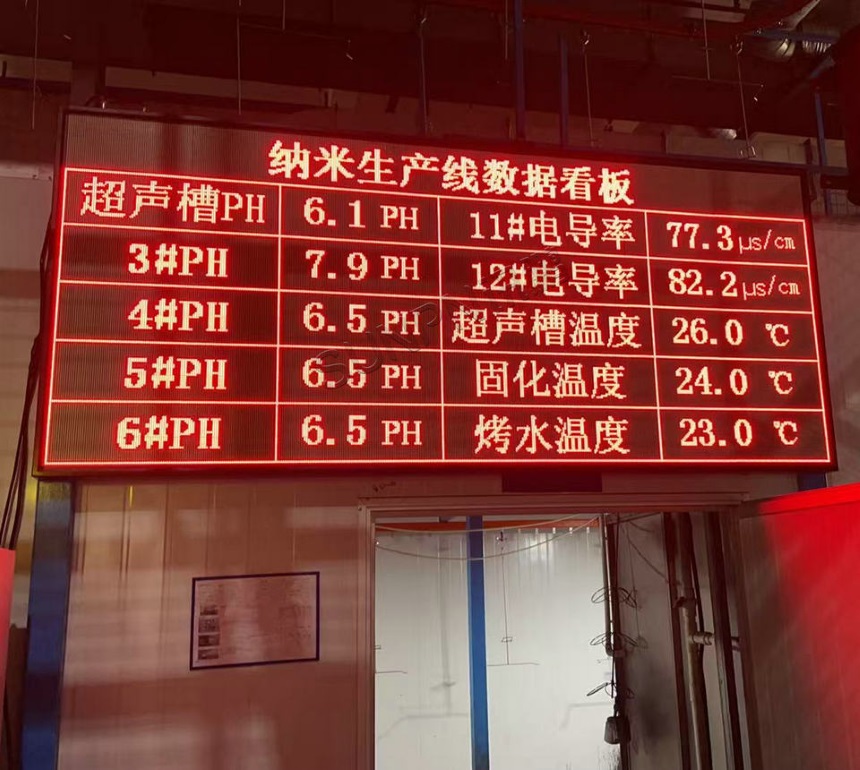 纳米生产线数据看板
超声槽PH 6.1 PH 11#电导率 77.3 μs/cm
3#PH 7.9 PH 12#电导率 82.2 μs/cm
4#PH 6.5 PH 超声槽温度 26.0 ℃
5#PH 6.5 PH 固化温度 24.0 ℃
6#PH 6.5 PH 烤水温度 23.0 ℃